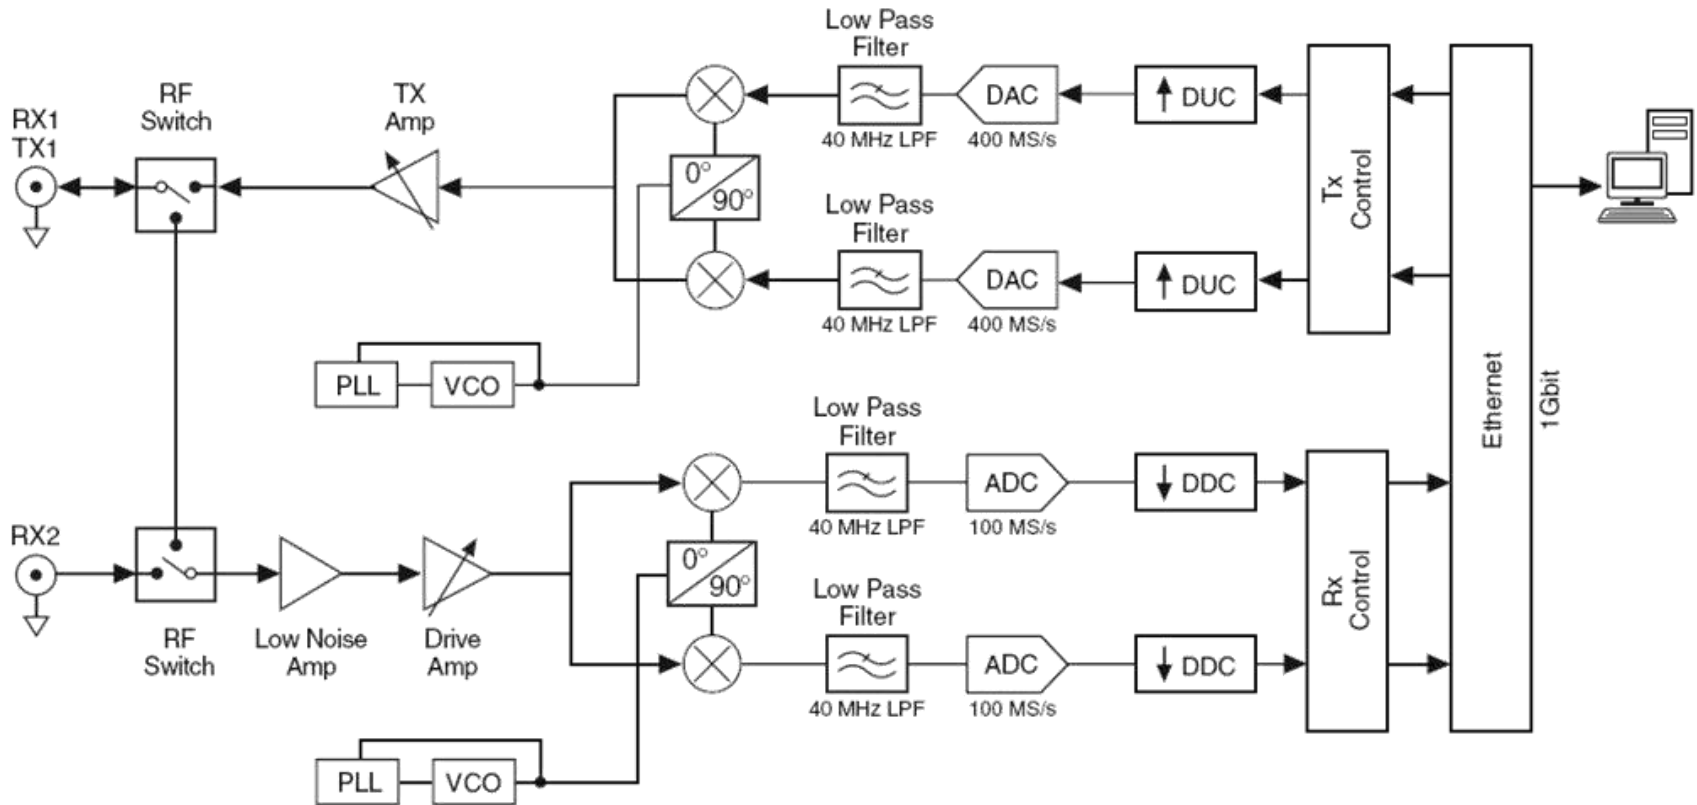 Low Pass
Filter
RF
Switch
TX
Amp
RX1
TX1
DAC
↑ DUC
40 MHz LPF
400 MS/s
0°
90°
Tx
Control
Low Pass
Filter
DAC
↑ DUC
40 MHz LPF
400 MS/s
PLL
VCO
Ethernet
1Gbit
Low Pass
Filter
ADC
↓ DDC
40 MHz LPF
100 MS/s
RX2
0°
90°
Rx
Control
Low Pass
Filter
RF
Switch
Low Noise
Amp
Drive
Amp
ADC
↓ DDC
40 MHz LPF
100 MS/s
PLL
VCO